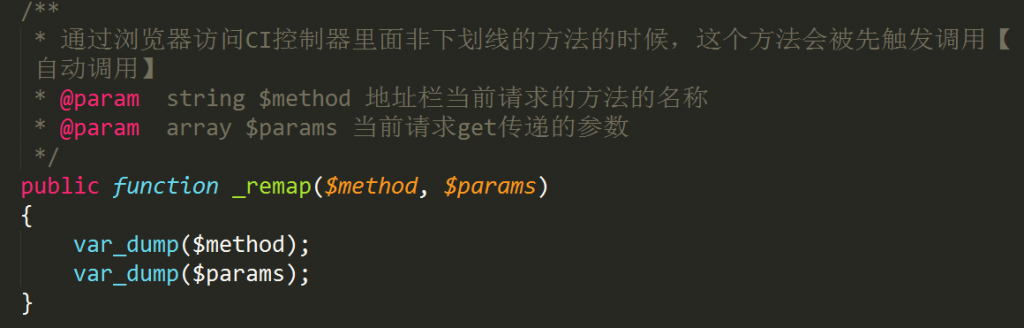 /**
 * 通过浏览器访问CI控制器里面非下划线的方法的时候，这个方法会被先触发调用【
自动调用】
 * @param  string $method 地址栏当前请求的方法的名称
 * @param  array $params 当前请求get传递的参数
 */
public function _remap($method, $params)
{
    var_dump($method);
    var_dump($params);
}